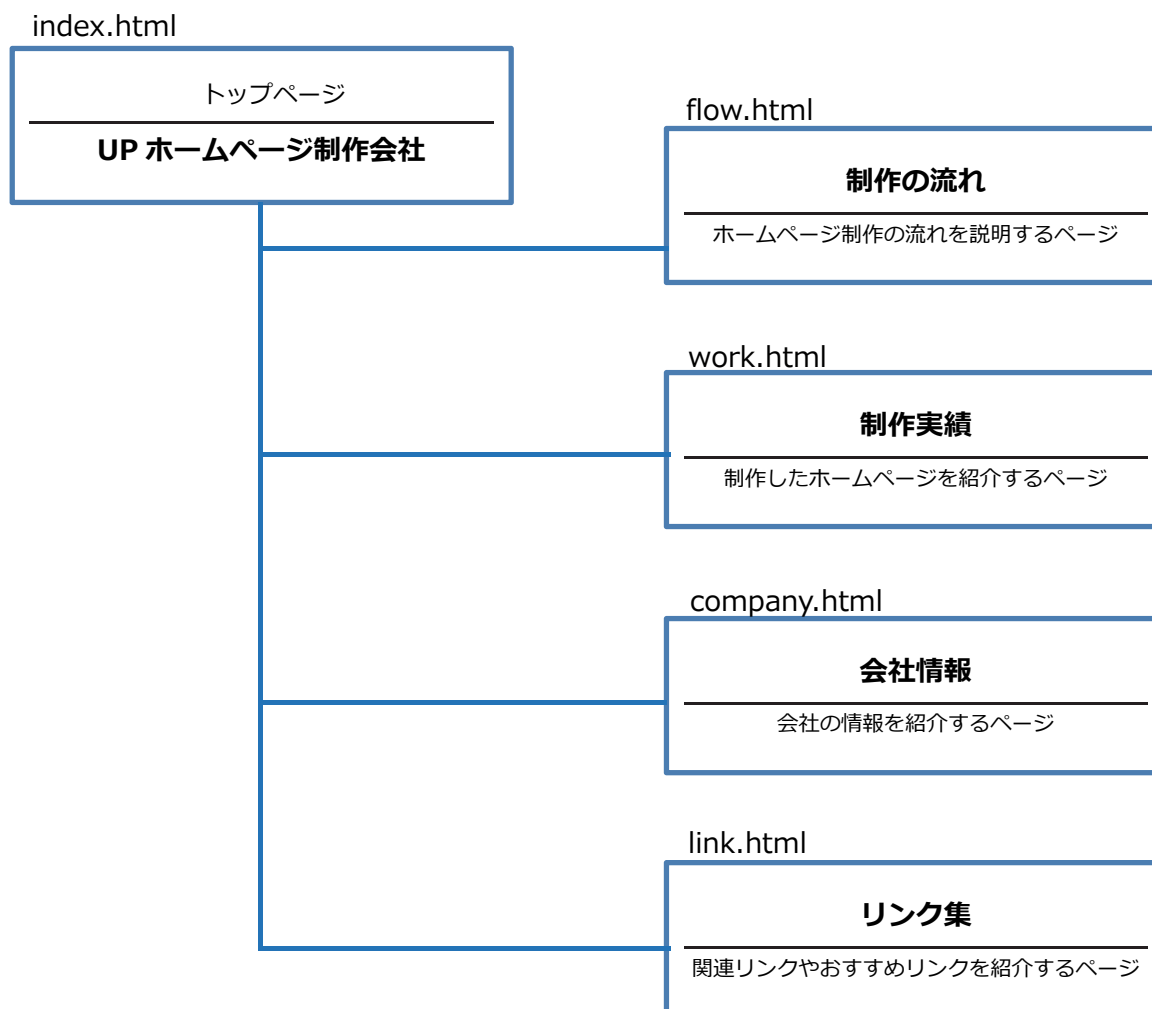 index.html
トップページ
UP ホームページ制作会社
flow.html
制作の流れ
ホームページ制作の流れを説明するページ
work.html
制作実績
制作したホームページを紹介するページ
company.html
会社情報
会社の情報を紹介するページ
link.html
リンク集
関連リンクやおすすめリンクを紹介するページ